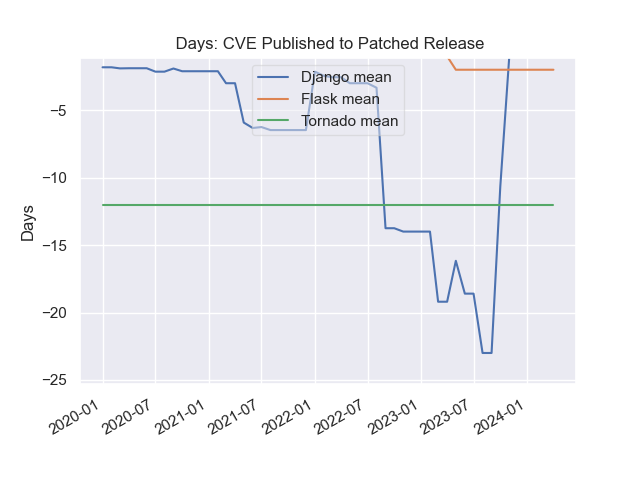 Days: CVE Published to Patched Release
Django mean
Flask mean
Tornado mean
Days
−5
−10
−15
−20
−25
2020-01
2020-07
2021-01
2021-07
2022-01
2022-07
2023-01
2023-07
2024-01